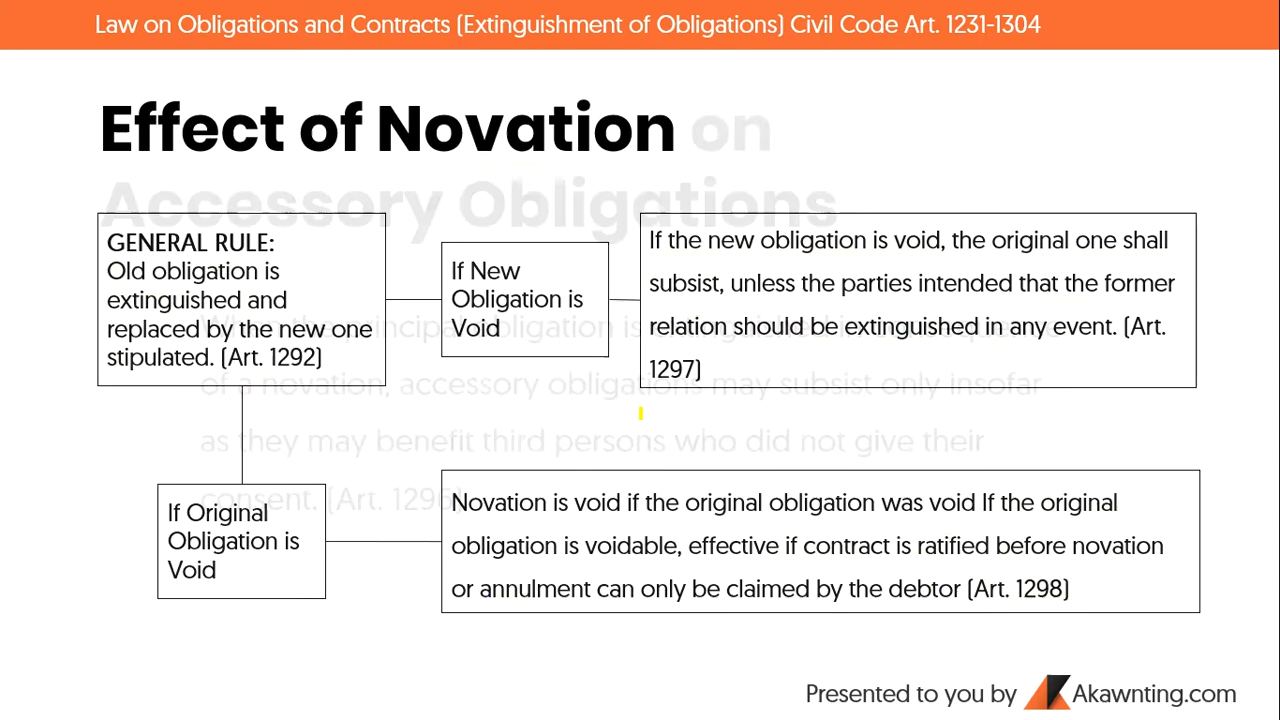 Law on Obligations and Contracts (Extinguishment of Obligations) Civil Code Art. 1231-1304
Effect of Novation on
Accessory Obligations
GENERAL RULE:
Old obligation is
extinguished and
replaced by the new one
stipulated. (Art. 1292)
If New
Obligation is
Void
If the new obligation is void, the original one shall
subsist, unless the parties intended that the former
relation should be extinguished in any event. (Art.
1297)
When the principal obligation is extinguished in consequence
of a novation, accessory obligations may subsist only insofar
as they may benefit third persons who did not give their
consent. (Art. 1296)
If Original
Obligation is
Void
Novation is void if the original obligation was void If the original
obligation is voidable, effective if contract is ratified before novation
or annulment can only be claimed by the debtor (Art. 1298)
Presented to you by Akawnting.com